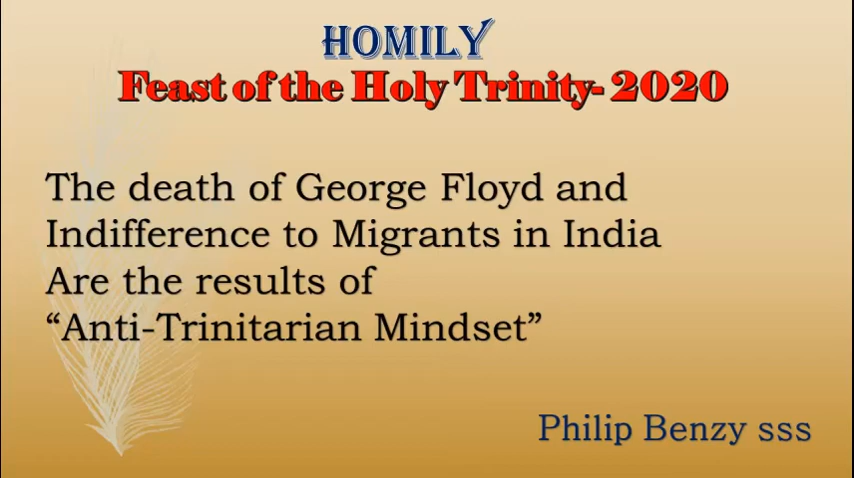 HOMILY
Feast of the Holy Trinity- 2020
The death of George Floyd and
Indifference to Migrants in India
Are the results of
“Anti-Trinitarian Mindset”
Philip Benzy sss